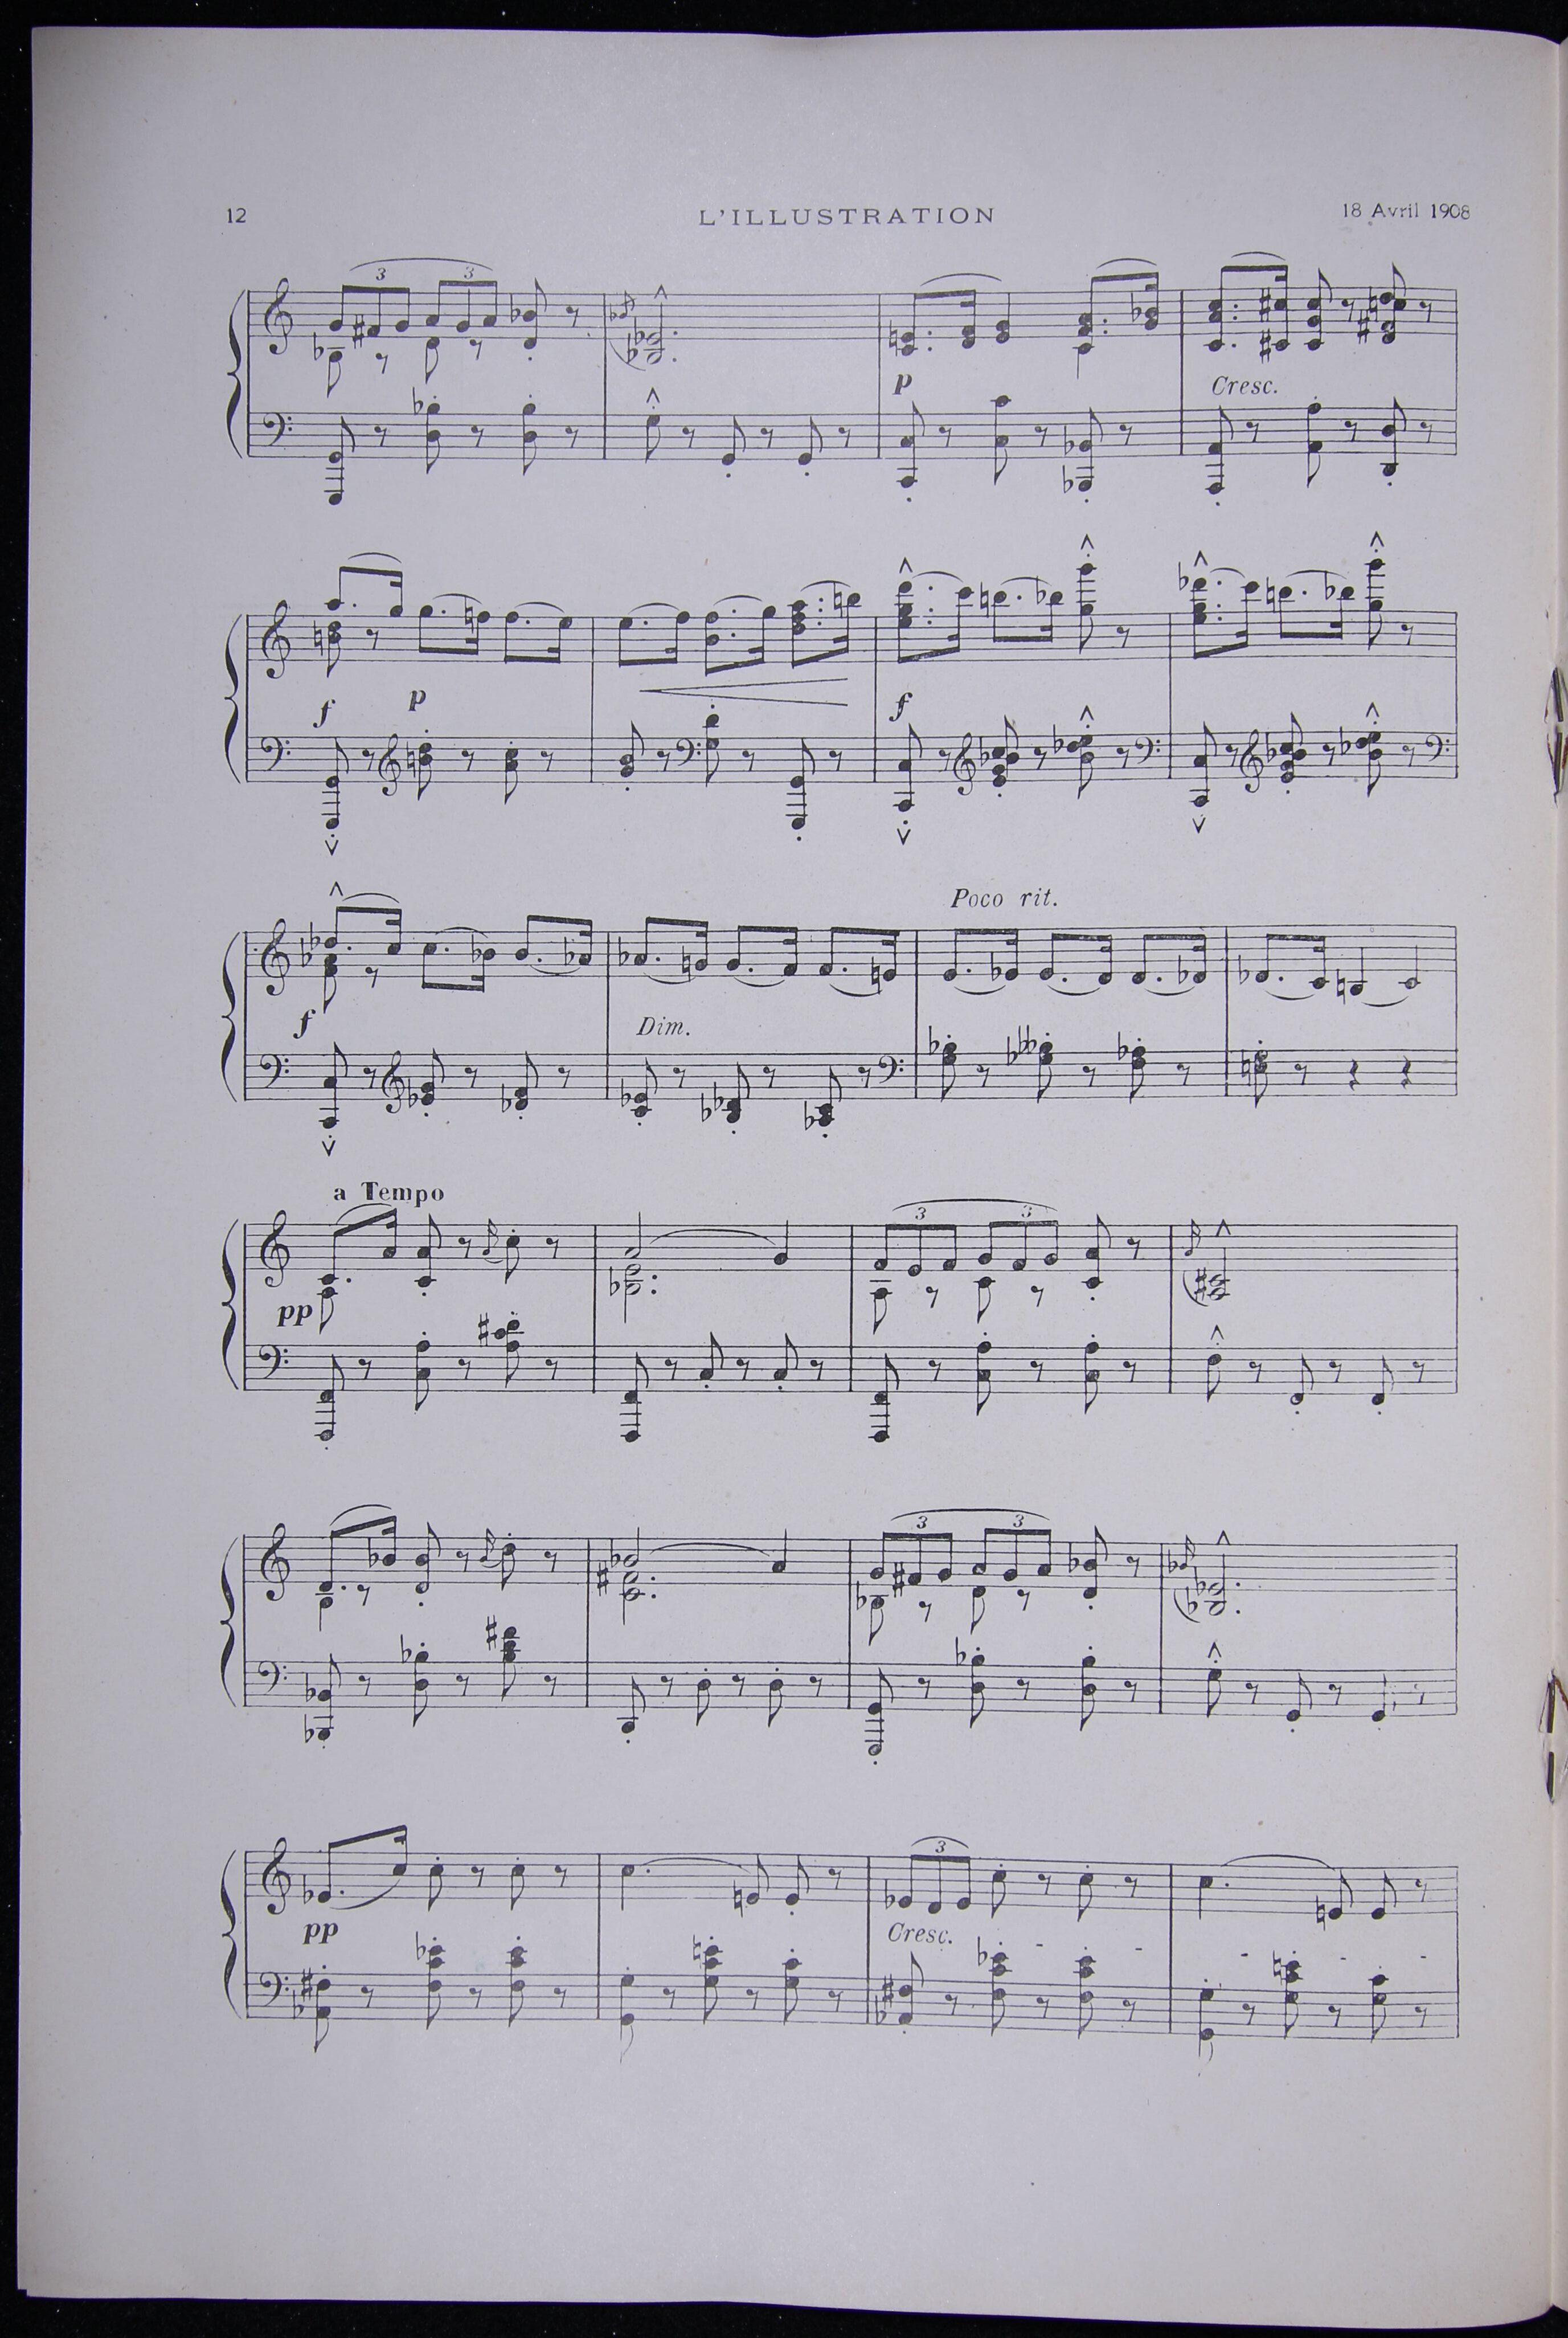 12 L'ILLUSTRATION 18 Avril 1908
3 3
p Cresc.
f p f
Poco rit.
f Dim.
a Tempo
3 3
pp
3 3
3
pp Cresc. - - - - -